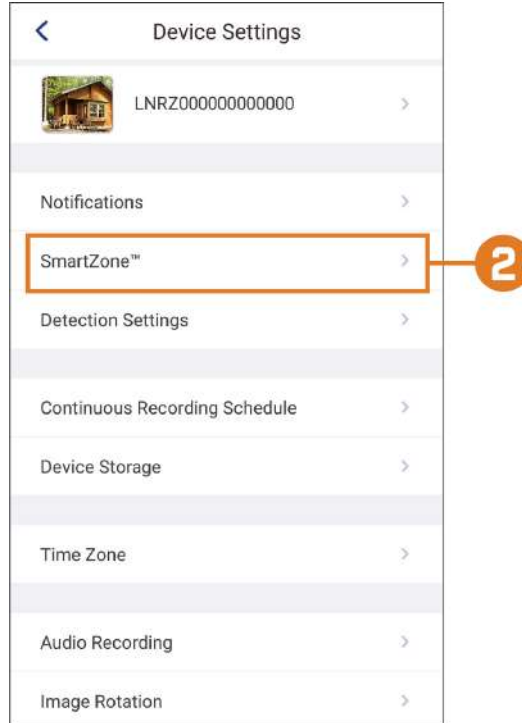 Device Settings
LNRZ000000000000
Notifications
SmartZone™
2
Detection Settings
Continuous Recording Schedule
Device Storage
Time Zone
Audio Recording
Image Rotation